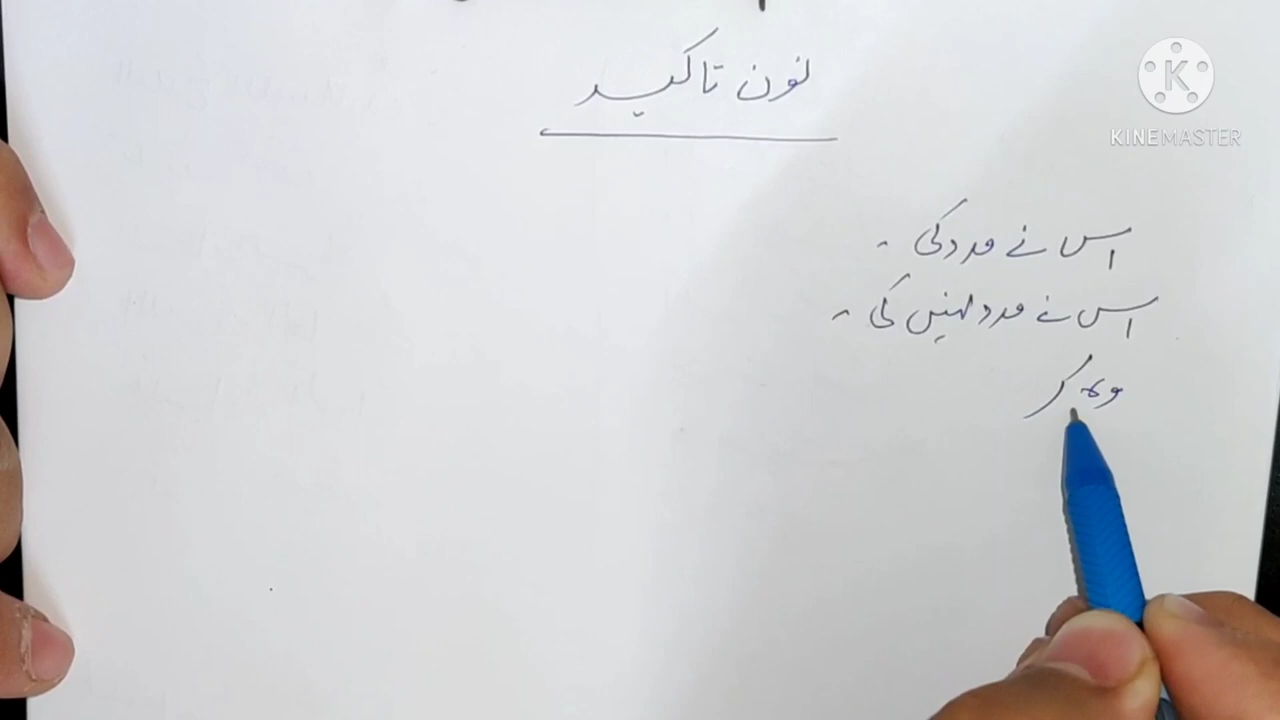 نون تاکید
اس نے مدد کی ۔
اس نے مدد نہیں کی ۔
وہ کر
K
KINEMASTER